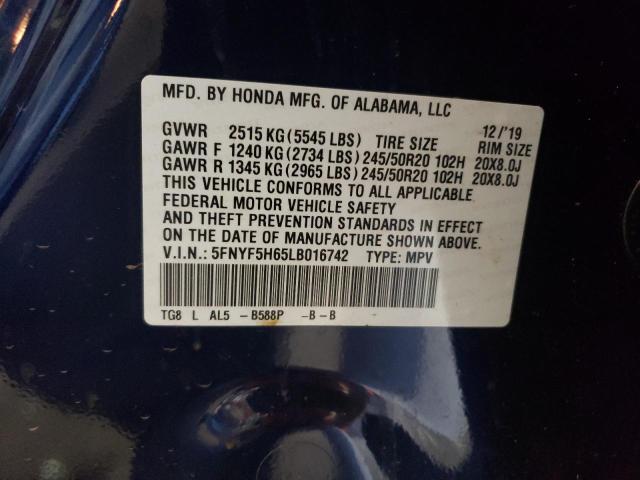 MFD. BY HONDA MFG. OF ALABAMA, LLC
12/'19
GVWR 2515 KG (5545 LBS) TIRE SIZE RIM SIZE
GAWR F 1240 KG (2734 LBS) 245/50R20 102H 20X8.0J
GAWR R 1345 KG (2965 LBS) 245/50R20 102H 20X8.0J
THIS VEHICLE CONFORMS TO ALL APPLICABLE
FEDERAL MOTOR VEHICLE SAFETY
AND THEFT PREVENTION STANDARDS IN EFFECT
ON THE DATE OF MANUFACTURE SHOWN ABOVE.
V.I.N.: 5FNYF5H65LB016742 TYPE: MPV
TG8 L AL5 -B588P -B-B -